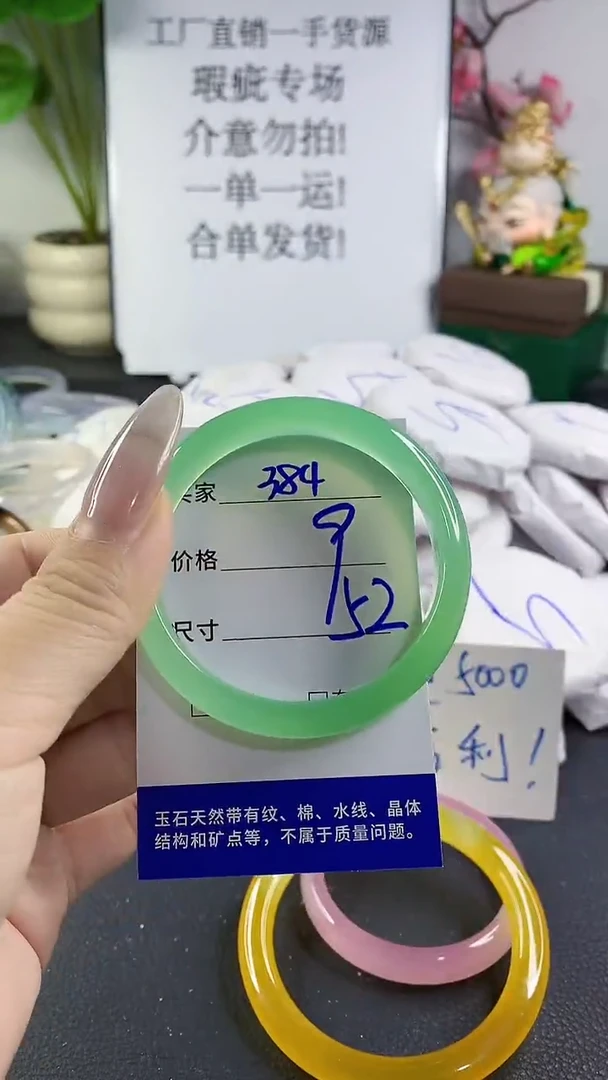 工厂直销一手货源
瑕疵专场
介意勿拍!
一单一运!
合单发货!
家 384
价格 9
尺寸 52
5000
利!
玉石天然带有纹、棉、水线、晶体
结构和矿点等，不属于质量问题。